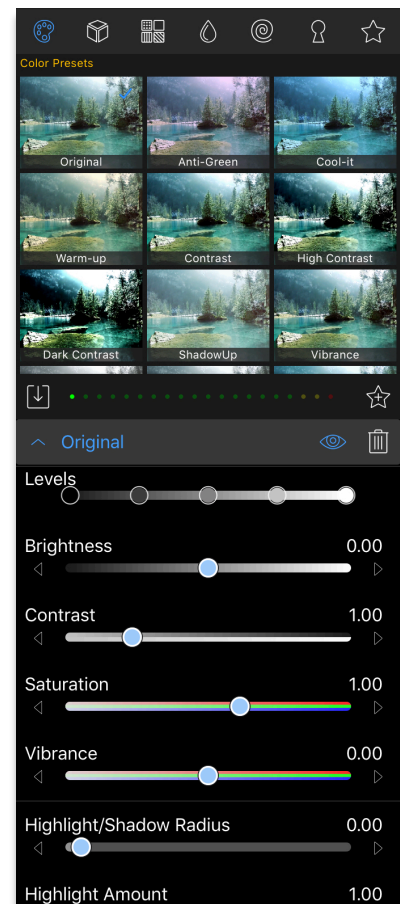 Color Presets
Original
Anti-Green
Cool-it
Warm-up
Contrast
High Contrast
Dark Contrast
ShadowUp
Vibrance
Original
Levels
Brightness 0.00
Contrast 1.00
Saturation 1.00
Vibrance 0.00
Highlight/Shadow Radius 0.00
Highlight Amount 1.00